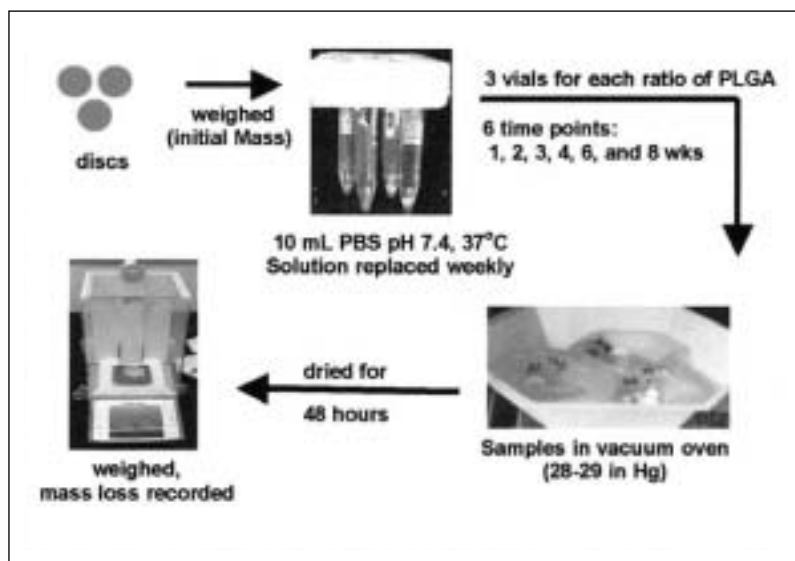 discs
weighed
(initial Mass)
10 mL PBS pH 7.4, 37°C
Solution replaced weekly
3 vials for each ratio of PLGA
6 time points:
1, 2, 3, 4, 6, and 8 wks
Samples in vacuum oven
(28-29 in Hg)
dried for
48 hours
weighed,
mass loss recorded